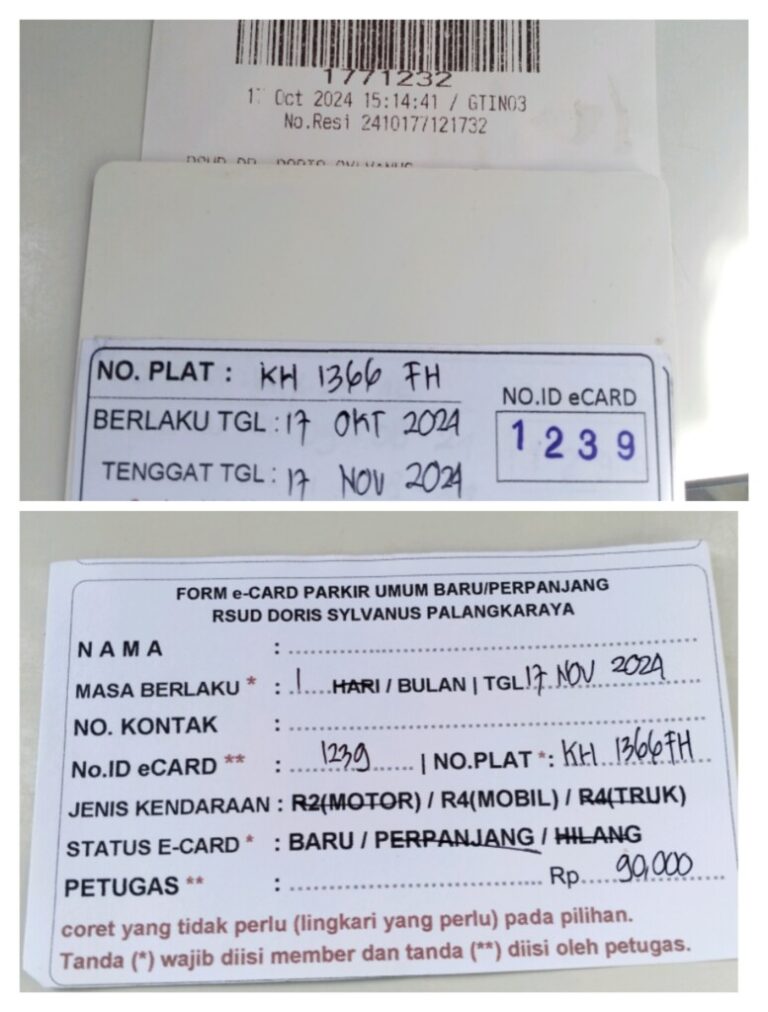 1771232
17 Oct 2024 15:14:41 / GTIN03
No.Resi 2410177121732
RSUD DR. DORIS SYLVANUS
NO. PLAT : KH 1366 FH
BERLAKU TGL : 17 OKT 2024
TENGGAT TGL : 17 NOV 2024
NO.ID eCARD
1239
FORM e-CARD PARKIR UMUM BARU/PERPANJANG
RSUD DORIS SYLVANUS PALANGKARAYA
N A M A :
MASA BERLAKU * : 1 HARI / BULAN | TGL. 17 NOV 2024
NO. KONTAK :
No.ID eCARD ** : 1239 | NO.PLAT *: KH 1366 FH
JENIS KENDARAAN : R2(MOTOR) / R4(MOBIL) / R4(TRUK)
STATUS E-CARD * : BARU / PERPANJANG / HILANG
PETUGAS ** : Rp. 90,000
coret yang tidak perlu (lingkari yang perlu) pada pilihan.
Tanda (*) wajib diisi member dan tanda (**) diisi oleh petugas.